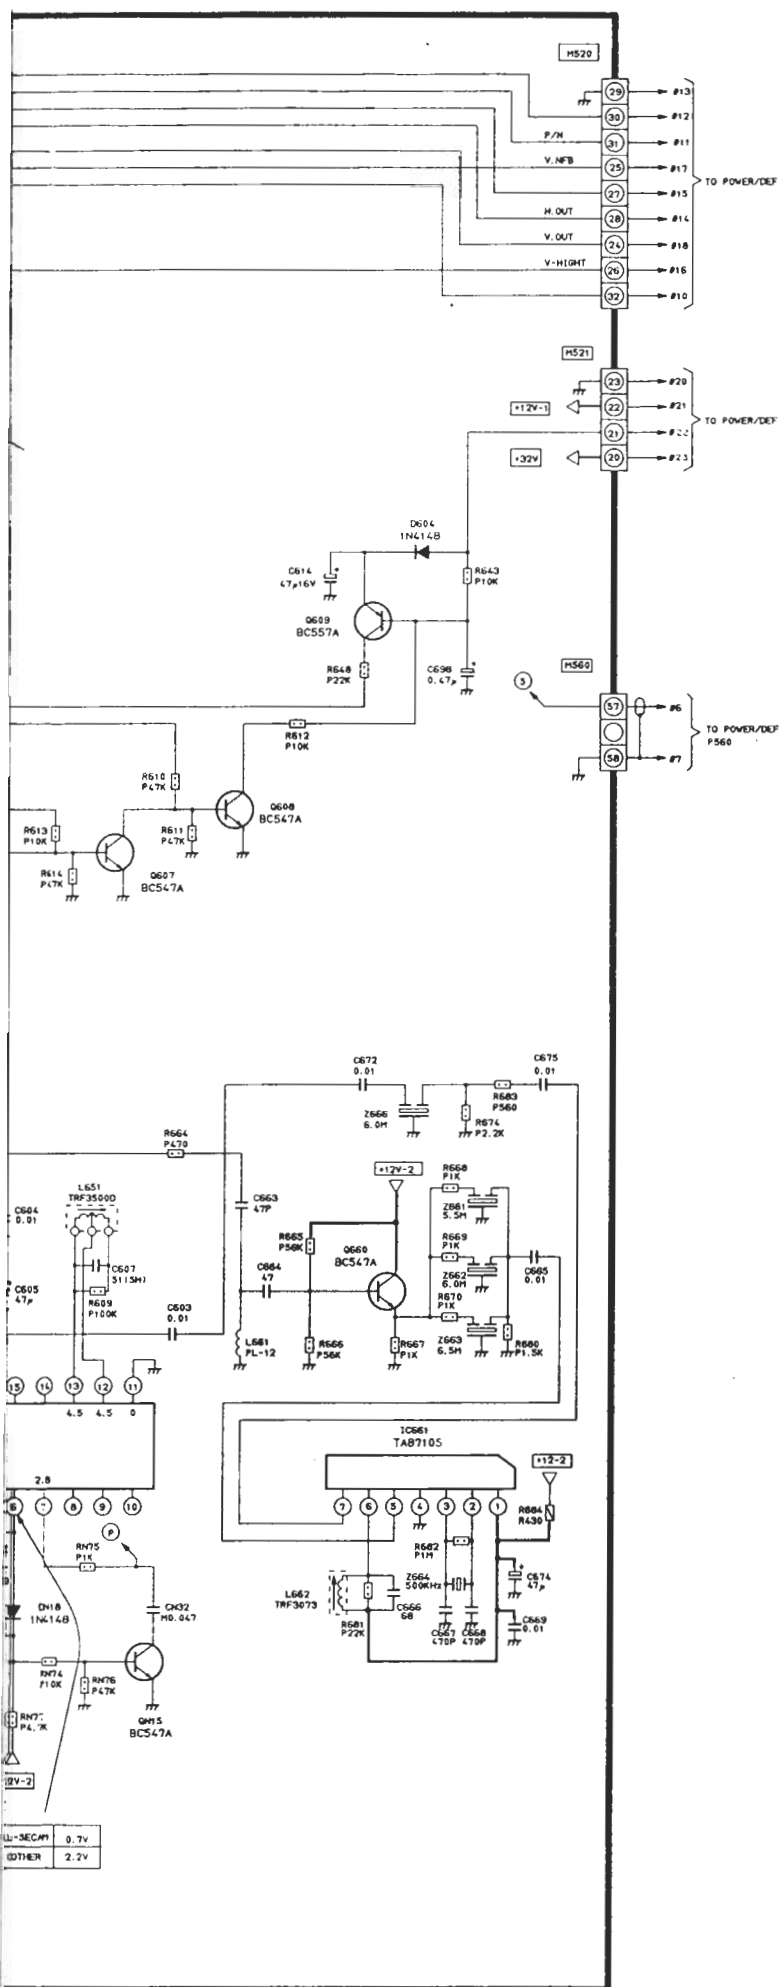 M520
29 #13
30 #12
P/N 31 #11
V.NFB 25 #17
TO POWER/DEF
27 #15
H.OUT 28 #14
V.OUT 24 #18
V-HIGHT 26 #16
32 #10
M521
23 #20
+12V-1 22 #21
TO POWER/DEF
21 #22
+32V 20 #23
D604
1N4148
C614
47µ16V
R643
P10K
Q609
BC557A
R648
P22K
C698
0.47µ
M560
S
57 #6
TO POWER/DEF
P560
58 #7
R612
P10K
R610
P47K
Q608
BC547A
R613
P10K
R611
P47K
R614
P47K
Q607
BC547A
C672
0.01
C675
0.01
Z666
6.0M
R683
P560
R674
P2.2K
R664
P470
+12V-2
L651
TRF3500D
C604
0.01
C663
47P
R668
P1K
Z661
5.5M
R665
P56K
Q660
BC547A
R669
P1K
C607
51(SH)
C664
47
Z662
6.0M
C665
0.01
C605
47µ
R609
P100K
R670
P1K
C603
0.01
L661
PL-12
R666
P56K
R667
P1K
Z663
6.5M
R680
P1.5K
15 14 13 12 11
4.5 4.5 0
IC661
TAB7105
2.8
+12-2
6 7 8 9 10
7 6 5 4 3 2 1
R684
R430
P
RN75
P1K
R682
P1M
L662
TRF3073
Z664
500KHz
C674
47µ
DN18
1N4148
CN32
M0.047
R681
P22K
C666
68
C667
470P
C668
470P
C669
0.01
RN74
P10K
RN76
P47K
RN77
P4.7K
QN15
BC547A
12V-2
L-SECAM 0.7V
OTHER 2.2V